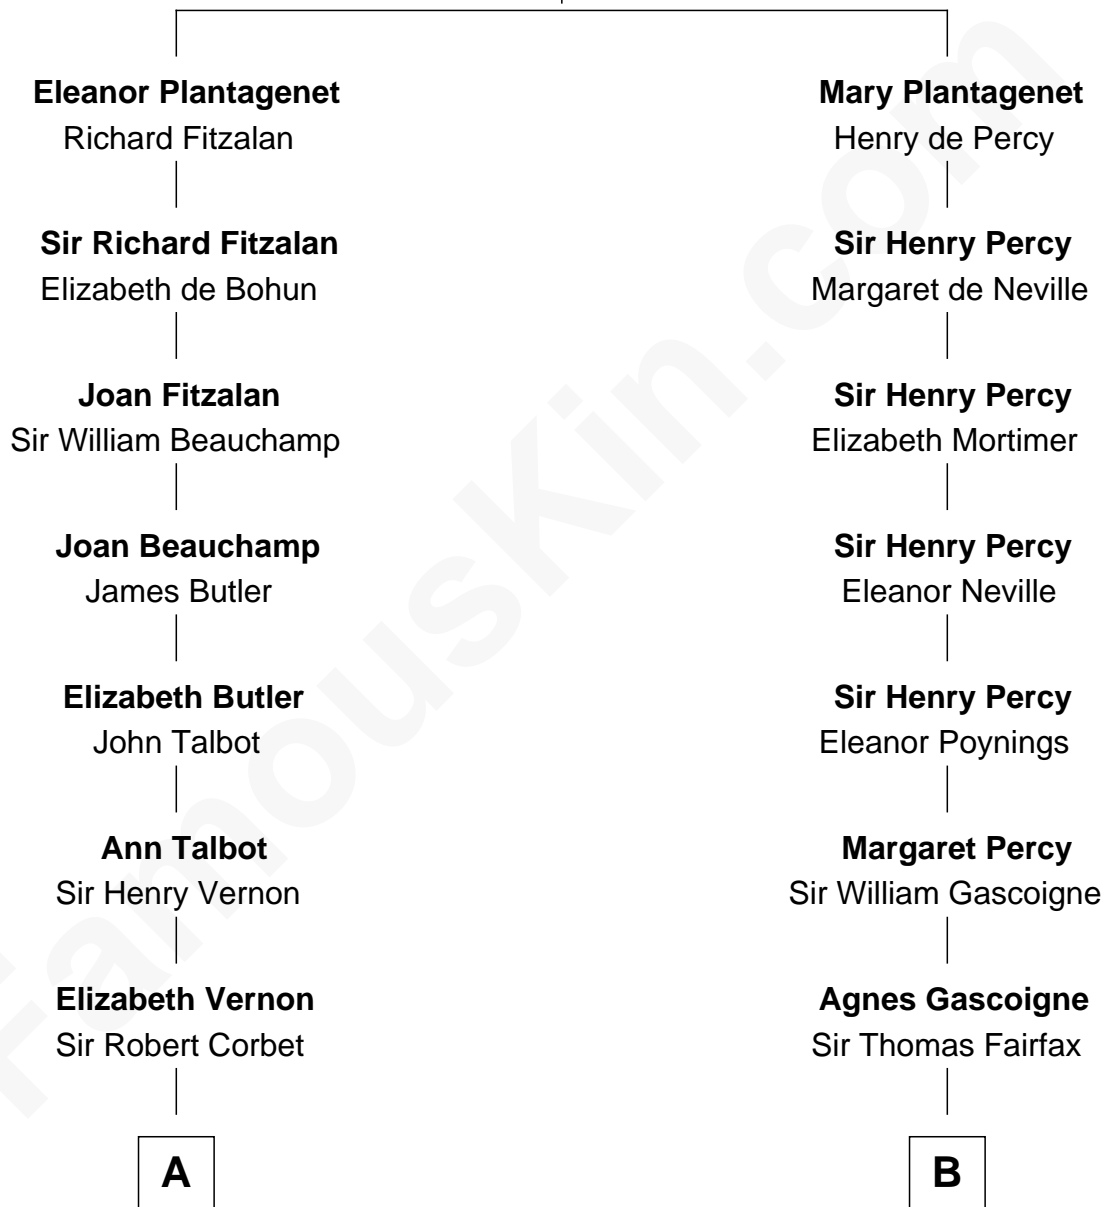 Eleanor Plantagenet
Richard Fitzalan
Sir Richard Fitzalan
Elizabeth de Bohun
Joan Fitzalan
Sir William Beauchamp
Joan Beauchamp
James Butler
Elizabeth Butler
John Talbot
Ann Talbot
Sir Henry Vernon
Elizabeth Vernon
Sir Robert Corbet
A
Mary Plantagenet
Henry de Percy
Sir Henry Percy
Margaret de Neville
Sir Henry Percy
Elizabeth Mortimer
Sir Henry Percy
Eleanor Neville
Sir Henry Percy
Eleanor Poynings
Margaret Percy
Sir William Gascoigne
Agnes Gascoigne
Sir Thomas Fairfax
B
FamousKin.com